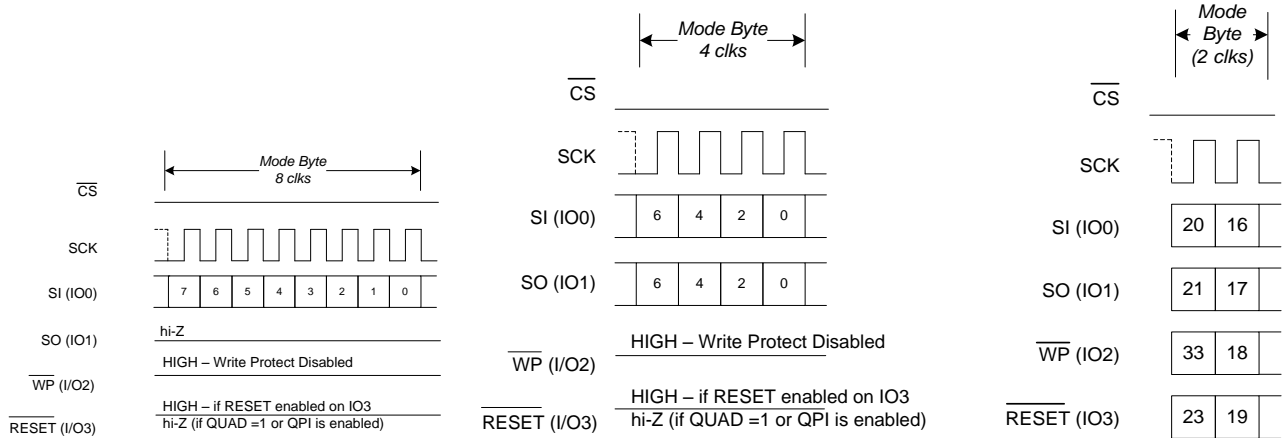 Mode Byte
8 clks
CS
SCK
SI (IO0) 7 6 5 4 3 2 1 0
SO (IO1) hi-Z
WP (I/O2) HIGH – Write Protect Disabled
RESET (I/O3) HIGH – if RESET enabled on IO3
hi-Z (if QUAD =1 or QPI is enabled)
Mode Byte
4 clks
CS
SCK
SI (IO0) 6 4 2 0
SO (IO1) 6 4 2 0
WP (I/O2) HIGH – Write Protect Disabled
RESET (I/O3) HIGH – if RESET enabled on IO3
hi-Z (if QUAD =1 or QPI is enabled)
Mode
Byte
(2 clks)
CS
SCK
SI (IO0) 20 16
SO (IO1) 21 17
WP (IO2) 33 18
RESET (IO3) 23 19